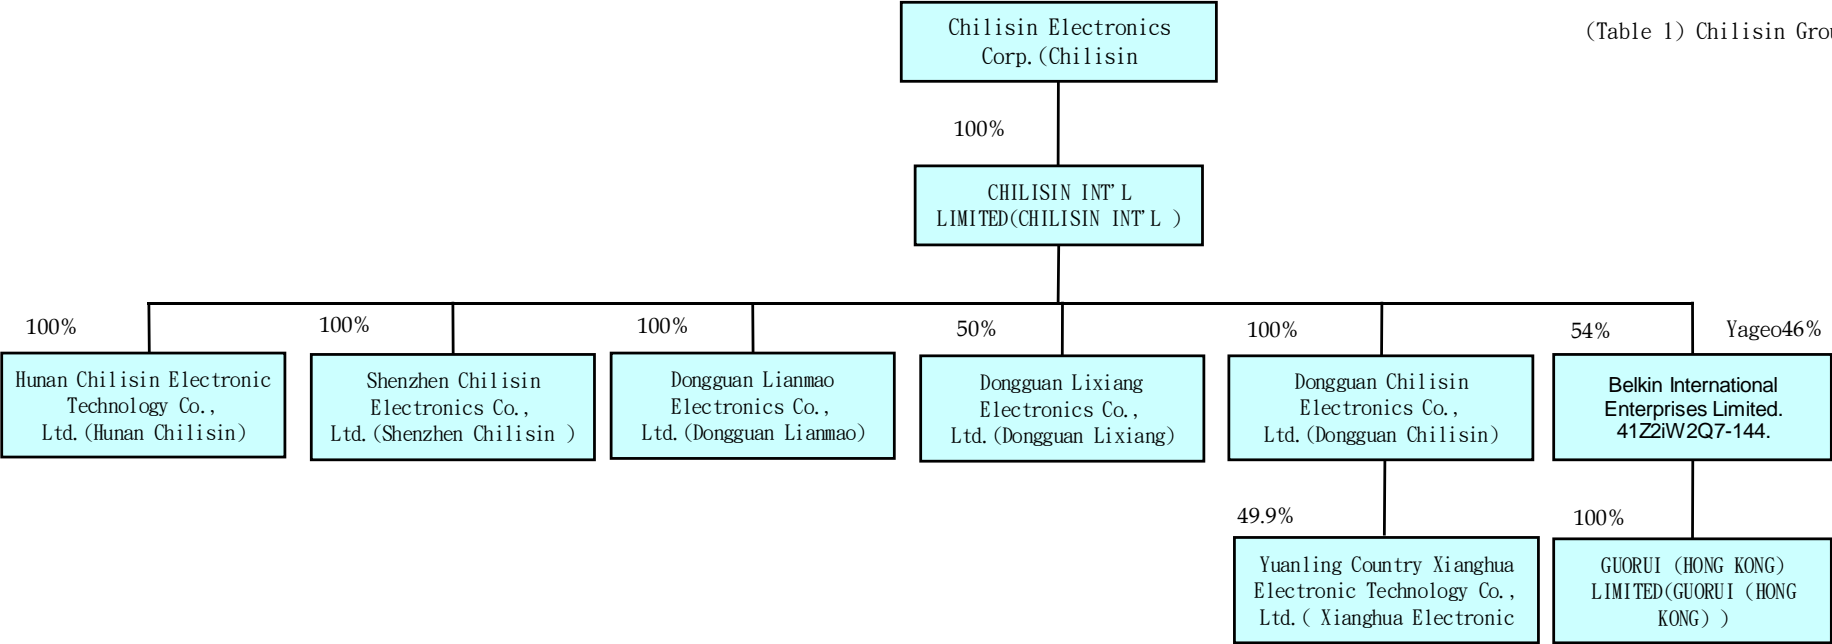 Chilisin Electronics
Corp.(Chilisin
(Table 1) Chilisin Grou
100%
CHILISIN INT'L
LIMITED(CHILISIN INT'L )
100%
100%
100%
50%
100%
54%
Yageo46%
Hunan Chilisin Electronic
Technology Co.,
Ltd.(Hunan Chilisin)
Shenzhen Chilisin
Electronics Co.,
Ltd.(Shenzhen Chilisin )
Dongguan Lianmao
Electronics Co.,
Ltd.(Dongguan Lianmao)
Dongguan Lixiang
Electronics Co.,
Ltd.(Dongguan Lixiang)
Dongguan Chilisin
Electronics Co.,
Ltd.(Dongguan Chilisin)
Belkin International
Enterprises Limited.
41Z2iW2Q7-144.
49.9%
100%
Yuanling Country Xianghua
Electronic Technology Co.,
Ltd.( Xianghua Electronic
GUORUI (HONG KONG)
LIMITED(GUORUI (HONG
KONG) )